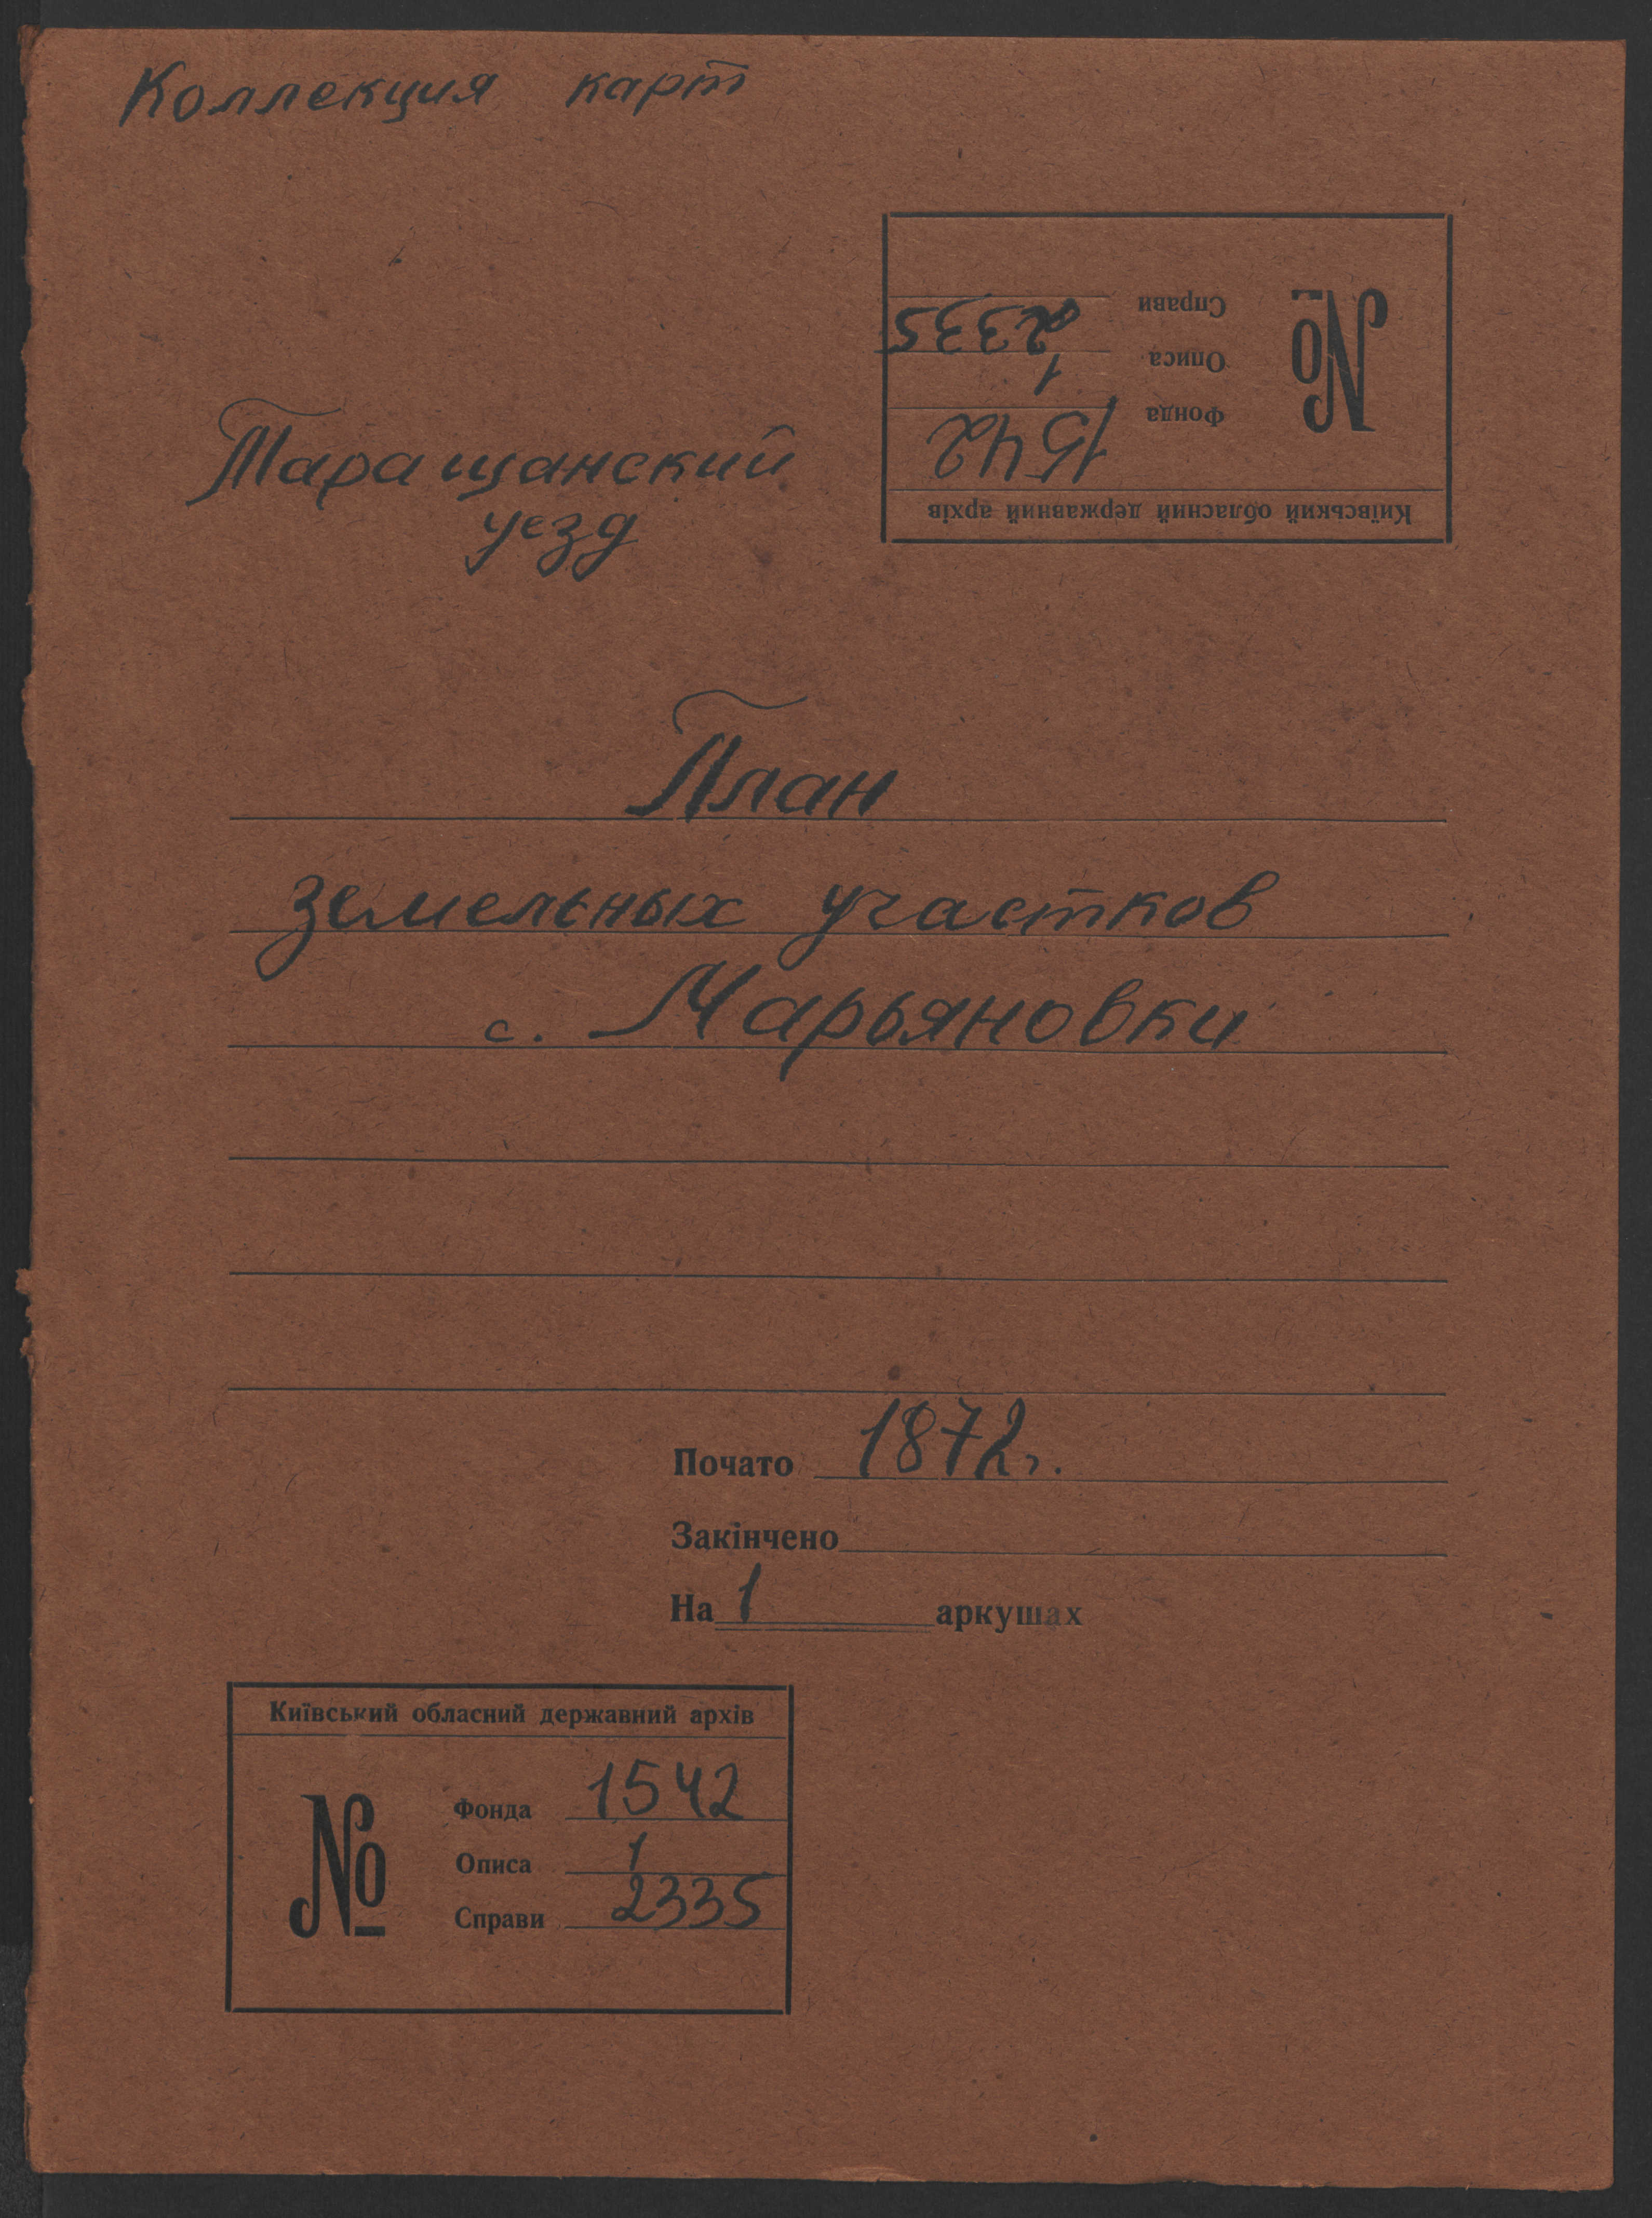 Коллекция карт
Київський обласний державний архів
№
Фонда 1542
Описа 1
Справи 2335
Таращанский
уезд
План
земельных участков
с. Марьяновки
Почато 1872 г.
Закінчено
На 1 аркушах
Київський обласний державний архів
№
Фонда 1542
Описа 1
Справи 2335